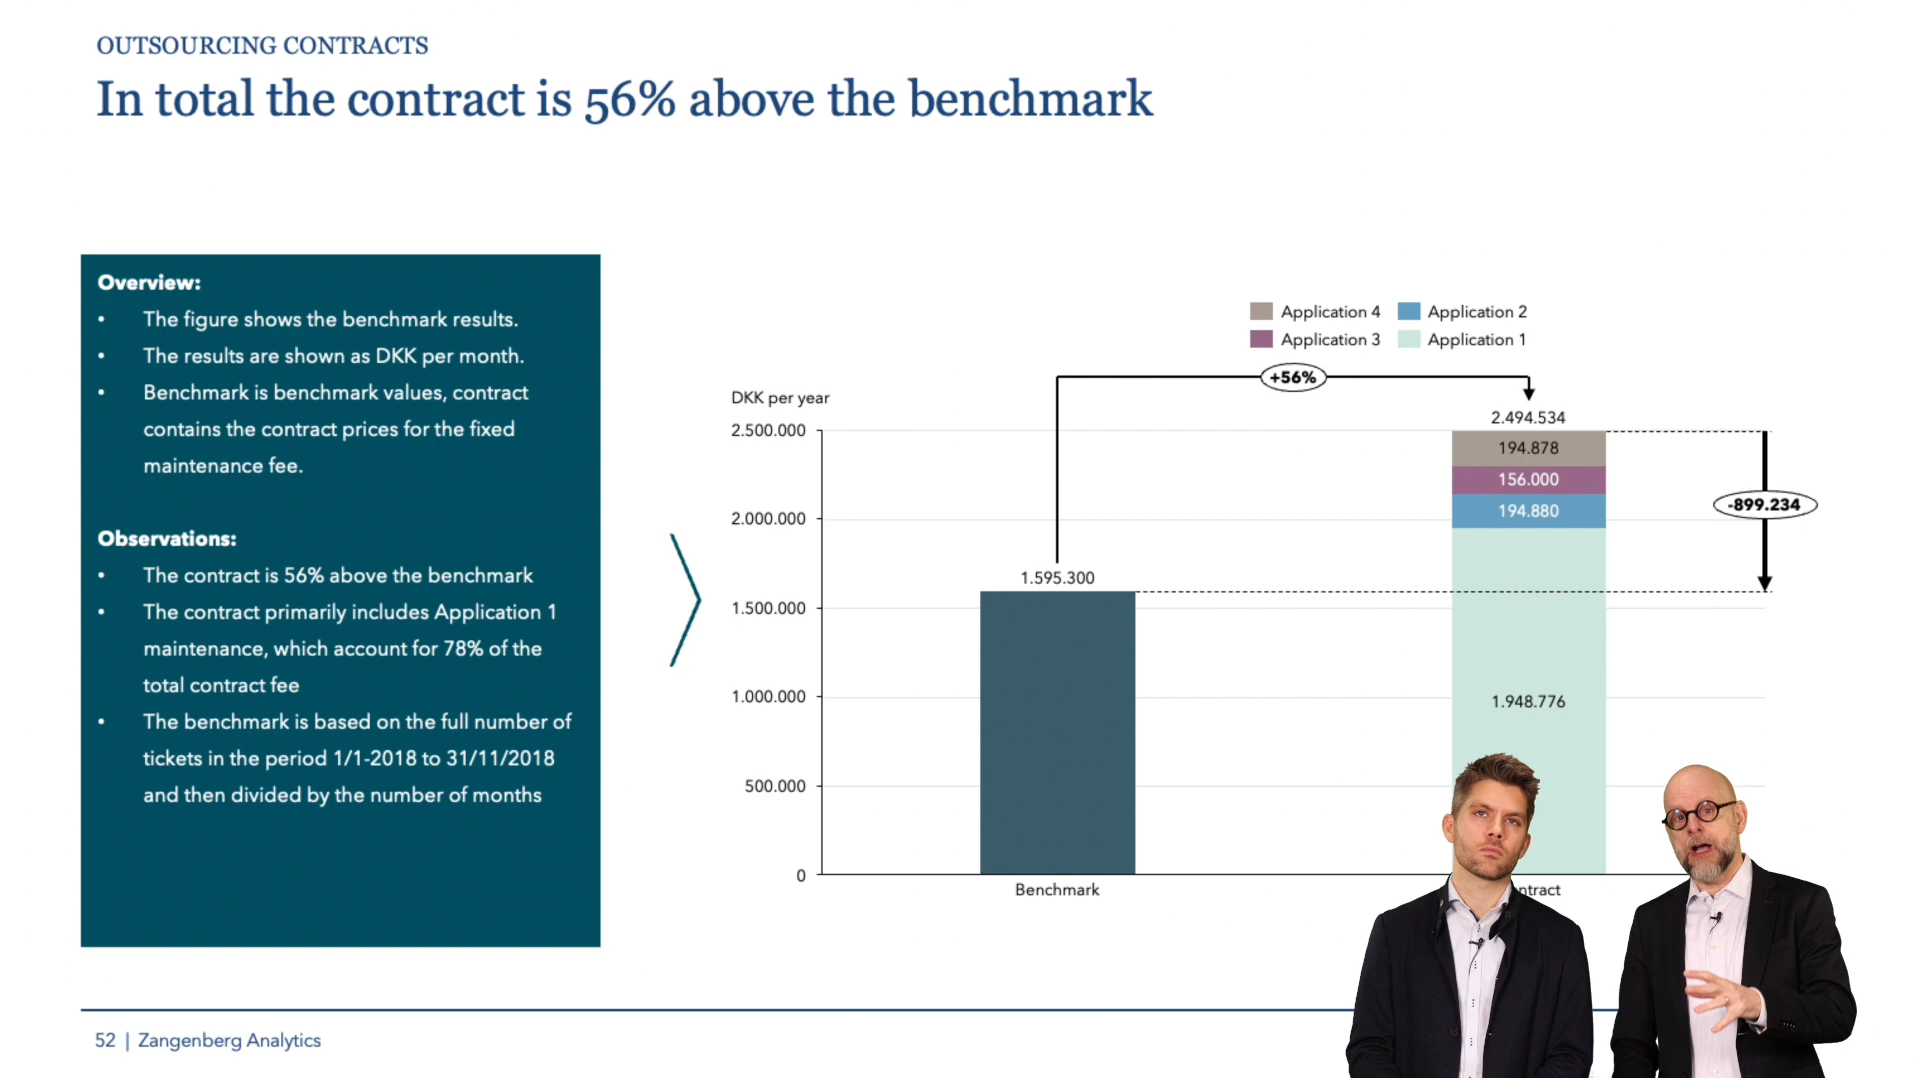 OUTSOURCING CONTRACTS
In total the contract is 56% above the benchmark
Overview:
• The figure shows the benchmark results.
• The results are shown as DKK per month.
• Benchmark is benchmark values, contract
contains the contract prices for the fixed
maintenance fee.
Observations:
• The contract is 56% above the benchmark
• The contract primarily includes Application 1
maintenance, which account for 78% of the
total contract fee
• The benchmark is based on the full number of
tickets in the period 1/1-2018 to 31/11/2018
and then divided by the number of months
Application 4 Application 2
Application 3 Application 1
+56%
DKK per year
2.494.534
2.500.000
194.878
156.000
-899.234
194.880
2.000.000
1.595.300
1.500.000
1.000.000
1.948.776
500.000
0
Benchmark ntract
52 | Zangenberg Analytics